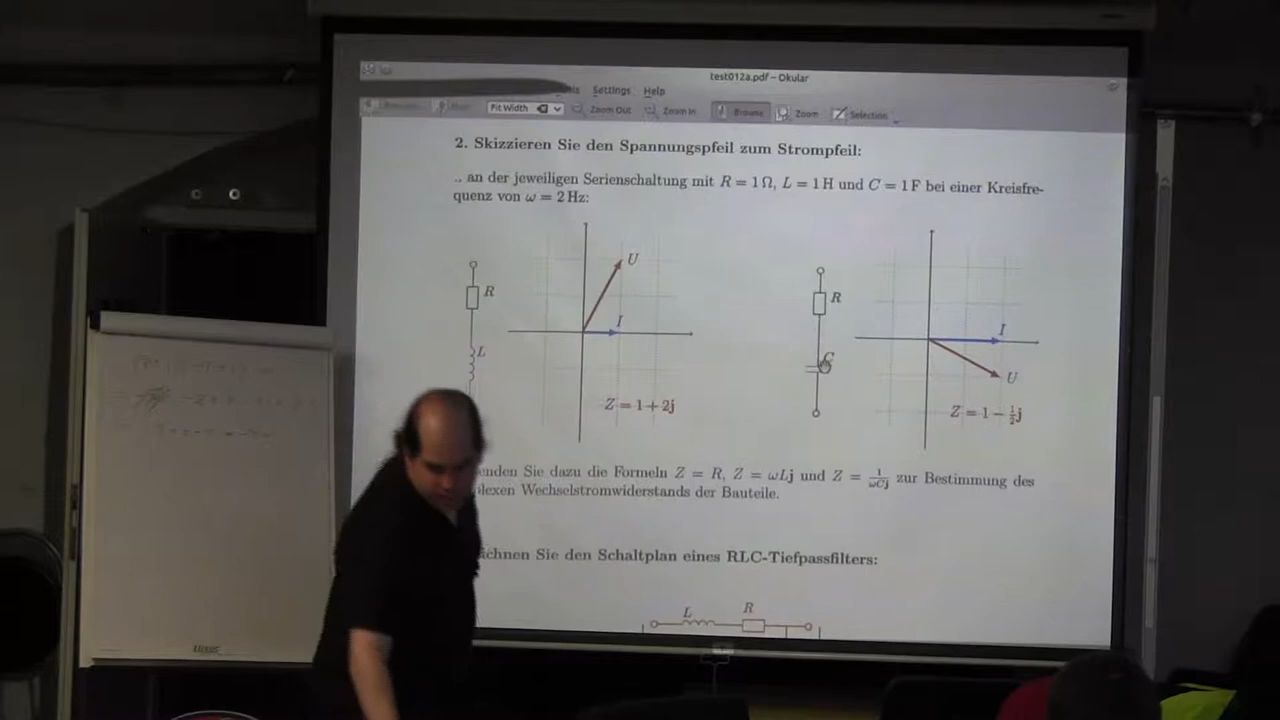 test012a.pdf – Okular
Settings Help
Fit Width Zoom Out Zoom In Browse Zoom Selection
2. Skizzieren Sie den Spannungspfeil zum Strompfeil:
.. an der jeweiligen Serienschaltung mit R = 1 Ω, L = 1 H und C = 1 F bei einer Kreisfre-
quenz von ω = 2 Hz:
U
R
I
L
Z = 1 + 2j
R
I
C
U
Z = 1 − ½j
enden Sie dazu die Formeln Z = R, Z = ωLj und Z = 1/ωCj zur Bestimmung des
plexen Wechselstromwiderstands der Bauteile.
ichnen Sie den Schaltplan eines RLC-Tiefpassfilters:
L R